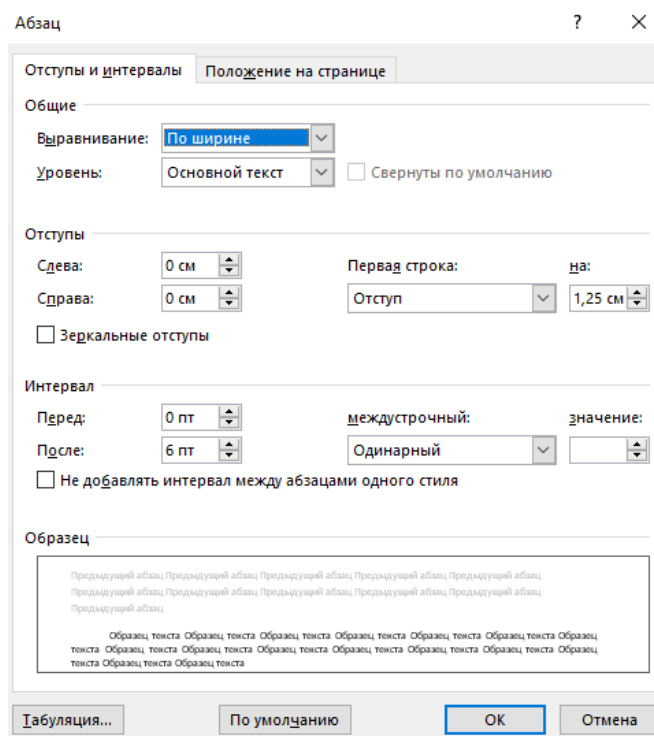 Абзац ? ×
Отступы и интервалы Положение на странице
Общие
Выравнивание: По ширине
Уровень: Основной текст Свернуты по умолчанию
Отступы
Слева: 0 см Первая строка: на:
Справа: 0 см Отступ 1,25 см
Зеркальные отступы
Интервал
Перед: 0 пт междустрочный: значение:
После: 6 пт Одинарный
Не добавлять интервал между абзацами одного стиля
Образец
Предыдущий абзац Предыдущий абзац Предыдущий абзац Предыдущий абзац Предыдущий абзац
Предыдущий абзац Предыдущий абзац Предыдущий абзац Предыдущий абзац Предыдущий абзац
Предыдущий абзац
Образец текста Образец текста Образец текста Образец текста Образец текста Образец текста Образец
текста Образец текста Образец текста Образец текста Образец текста Образец текста Образец текста Образец
текста Образец текста Образец текста
Табуляция... По умолчанию ОК Отмена